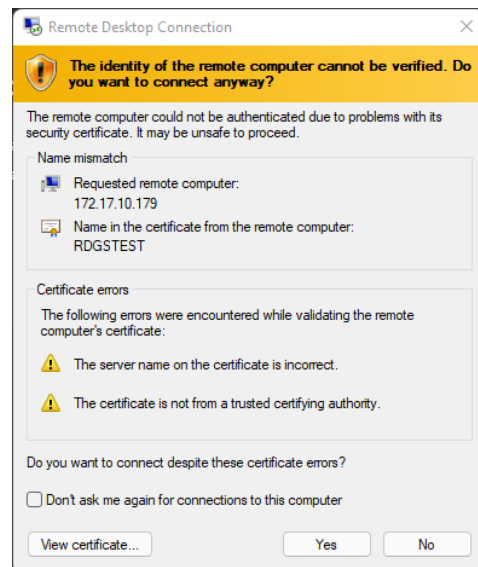 Remote Desktop Connection
The identity of the remote computer cannot be verified. Do
you want to connect anyway?
The remote computer could not be authenticated due to problems with its
security certificate. It may be unsafe to proceed.
Name mismatch
Requested remote computer:
172.17.10.179
Name in the certificate from the remote computer:
RDGSTEST
Certificate errors
The following errors were encountered while validating the remote
computer's certificate:
The server name on the certificate is incorrect.
The certificate is not from a trusted certifying authority.
Do you want to connect despite these certificate errors?
Don't ask me again for connections to this computer
View certificate...
Yes
No